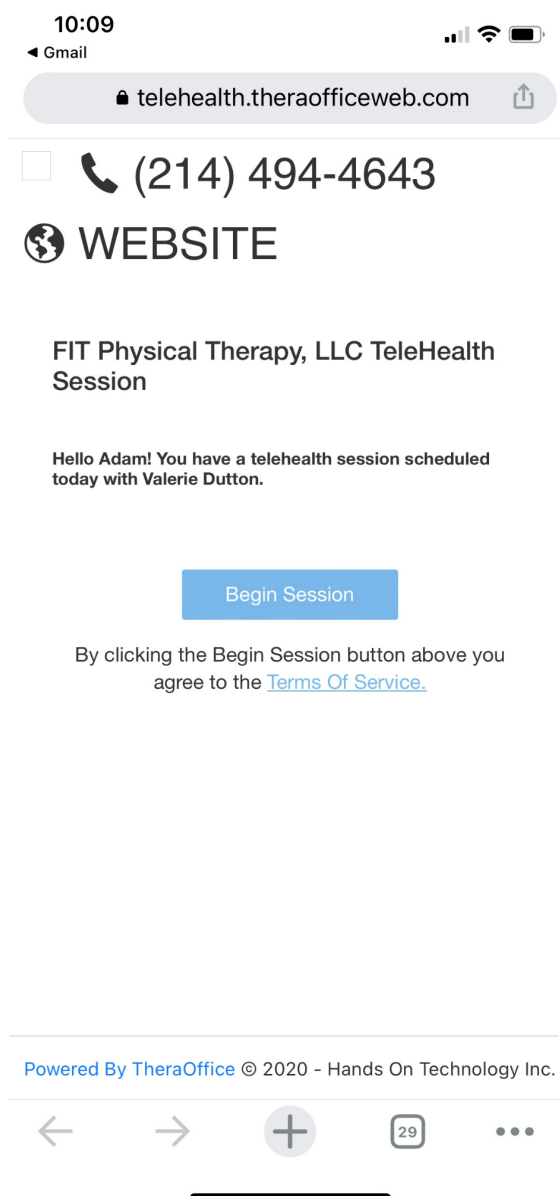 10:09
Gmail
telehealth.theraofficeweb.com
(214) 494-4643
WEBSITE
FIT Physical Therapy, LLC TeleHealth
Session
Hello Adam! You have a telehealth session scheduled
today with Valerie Dutton.
Begin Session
By clicking the Begin Session button above you
agree to the Terms Of Service.
Powered By TheraOffice © 2020 - Hands On Technology Inc.
29